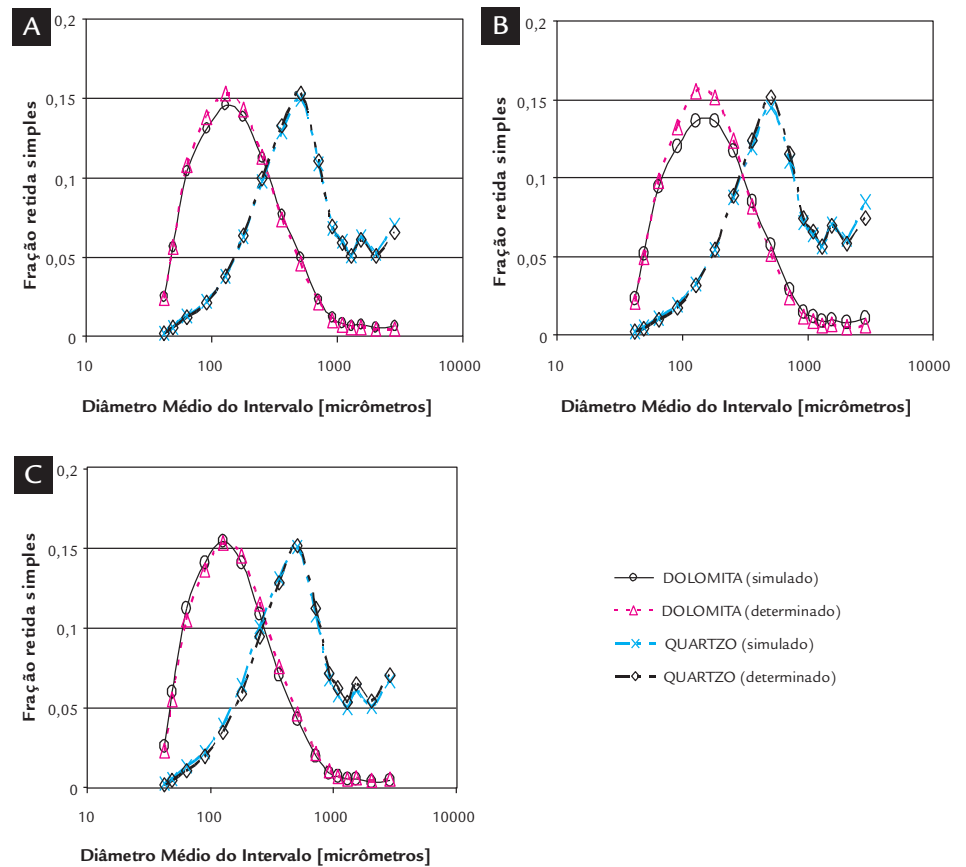 A
0,2
0,15
0,1
0,05
0
10
100
1000
10000
Fração retida simples
Diâmetro Médio do Intervalo [micrômetros]
B
0,2
0,15
0,1
0,05
0
10
100
1000
10000
Fração retida simples
Diâmetro Médio do Intervalo [micrômetros]
C
0,2
0,15
0,1
0,05
0
10
100
1000
10000
Fração retida simples
Diâmetro Médio do Intervalo [micrômetros]
DOLOMITA (simulado)
DOLOMITA (determinado)
QUARTZO (simulado)
QUARTZO (determinado)